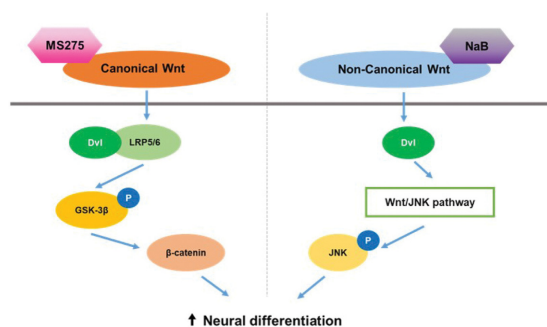 MS275
NaB
Canonical Wnt
Non-Canonical Wnt
Dvl
LRP5/6
Dvl
P
GSK-3β
Wnt/JNK pathway
P
β-catenin
JNK
Neural differentiation